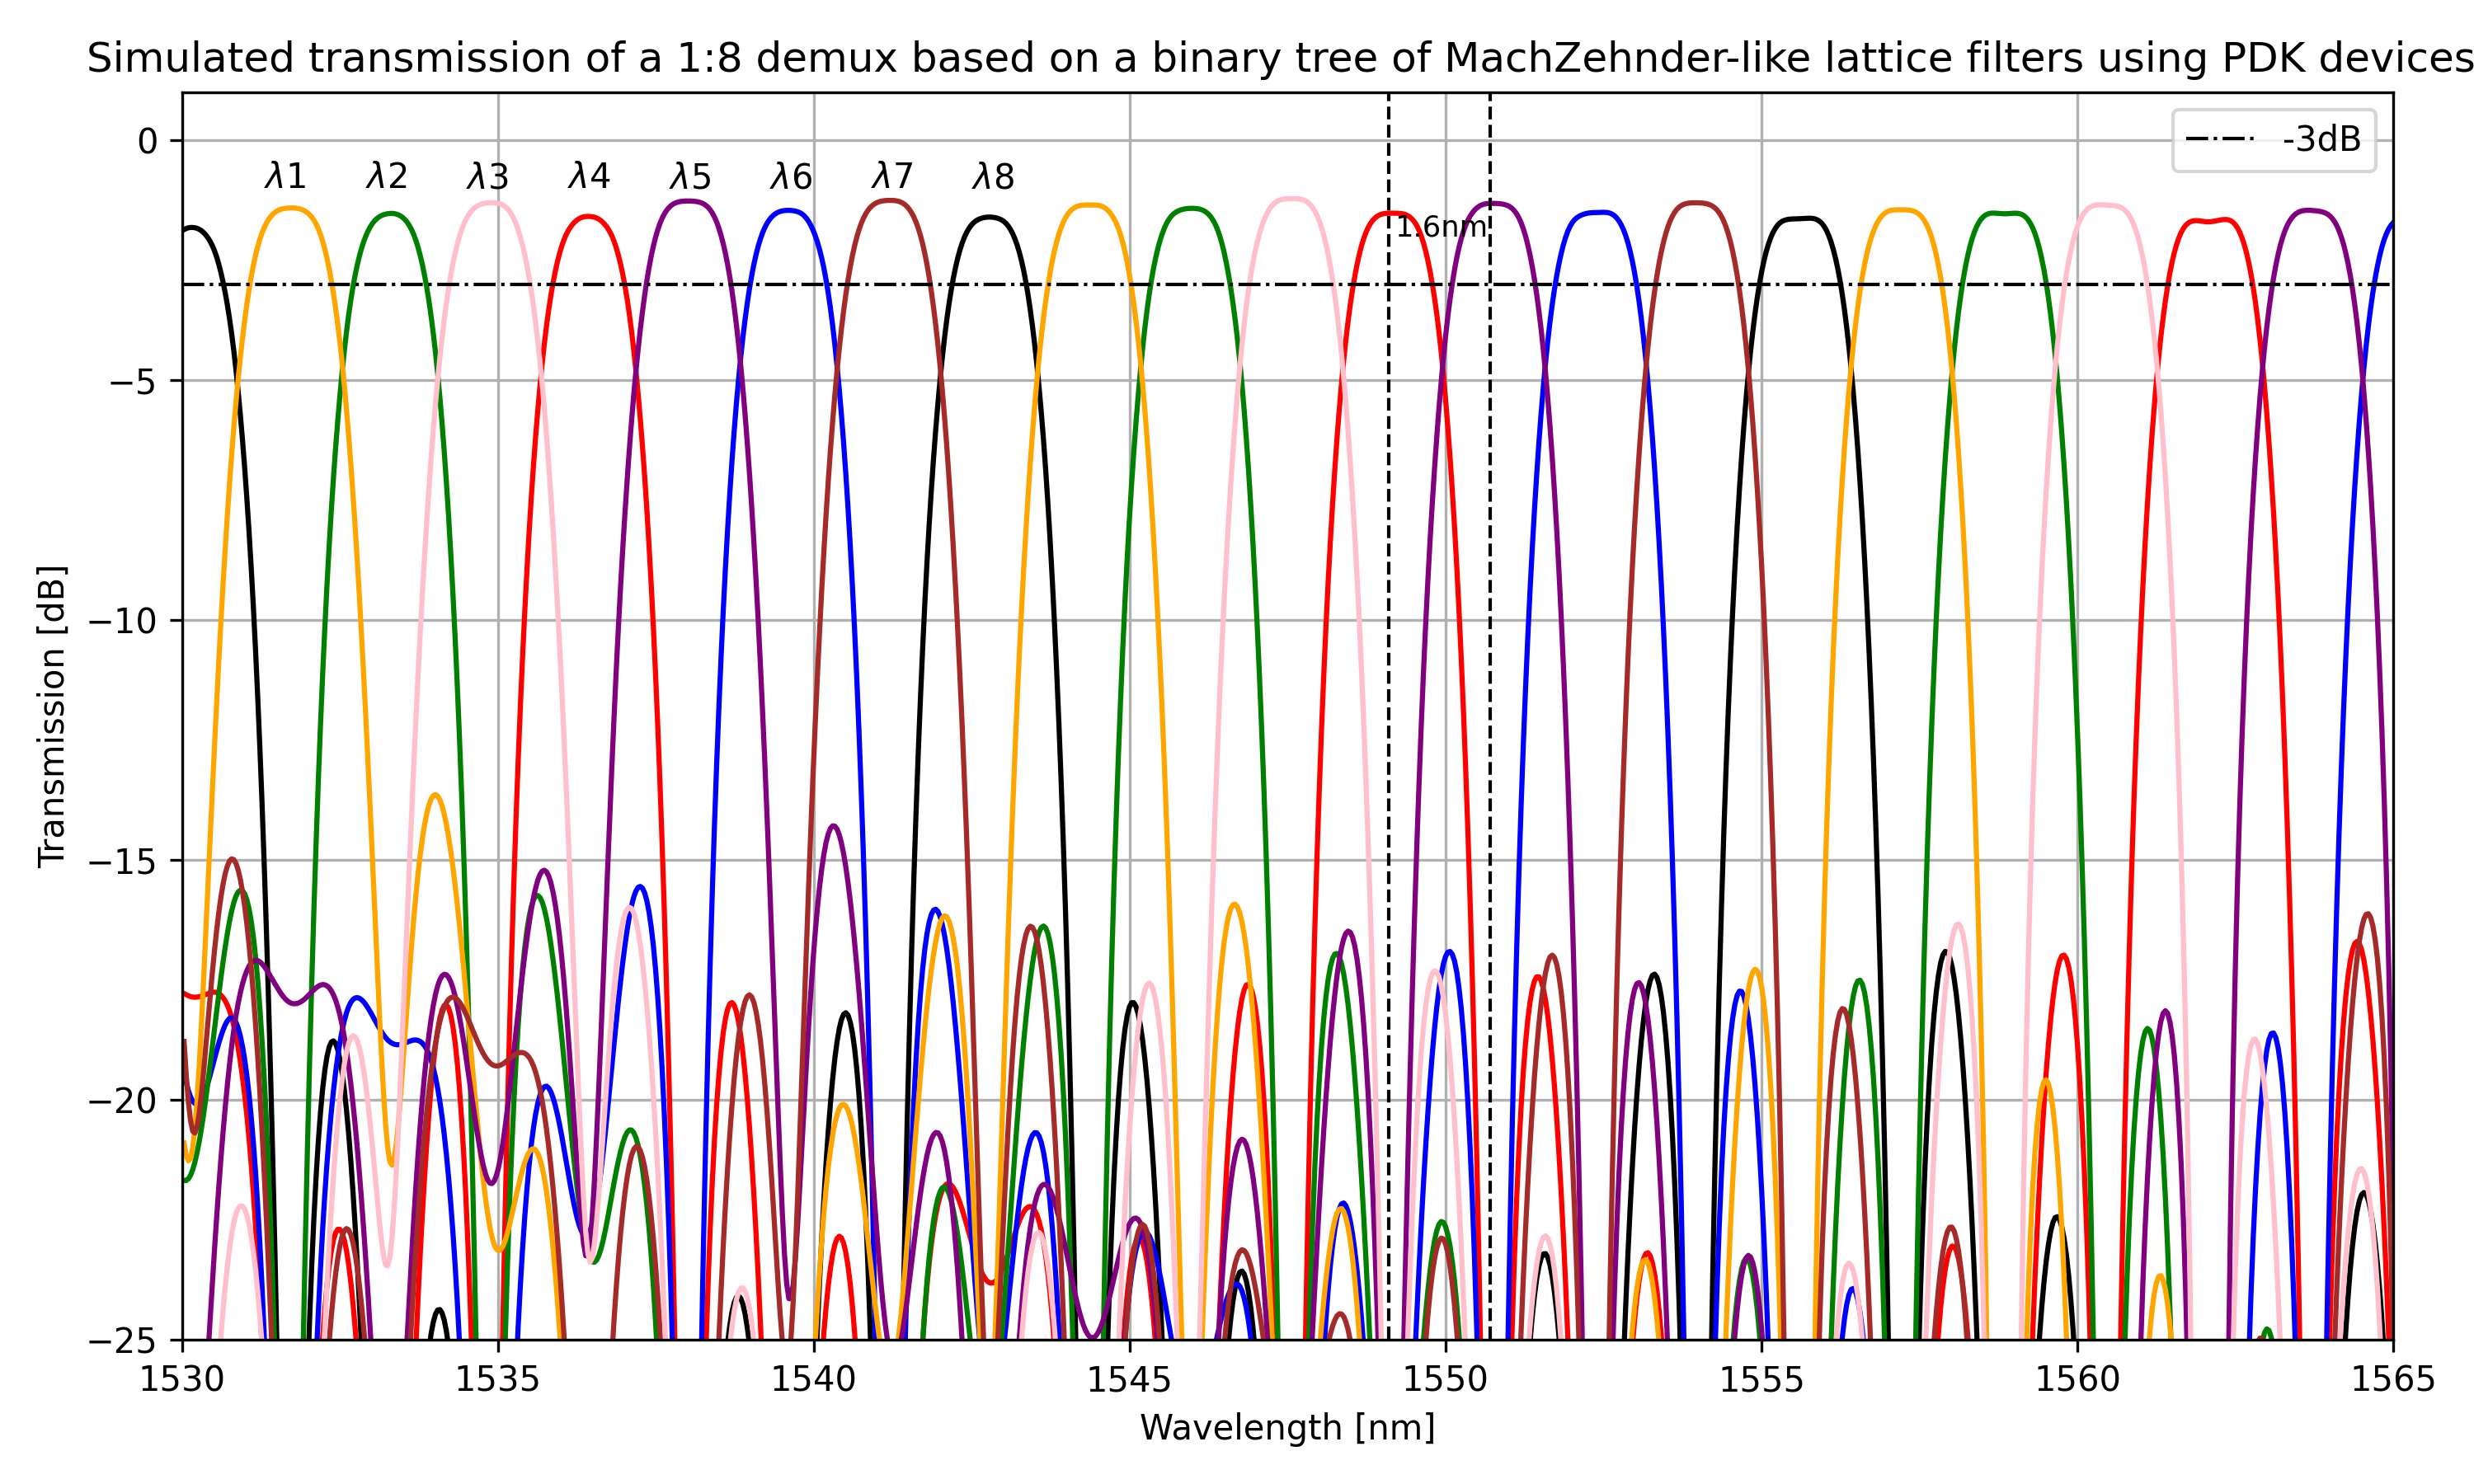 Simulated transmission of a 1:8 demux based on a binary tree of MachZehnder-like lattice filters using PDK devices
-3dB
λ1 λ2 λ3 λ4 λ5 λ6 λ7 λ8
1.6nm
0
−5
−10
−15
−20
−25
Transmission [dB]
1530 1535 1540 1545 1550 1555 1560 1565
Wavelength [nm]